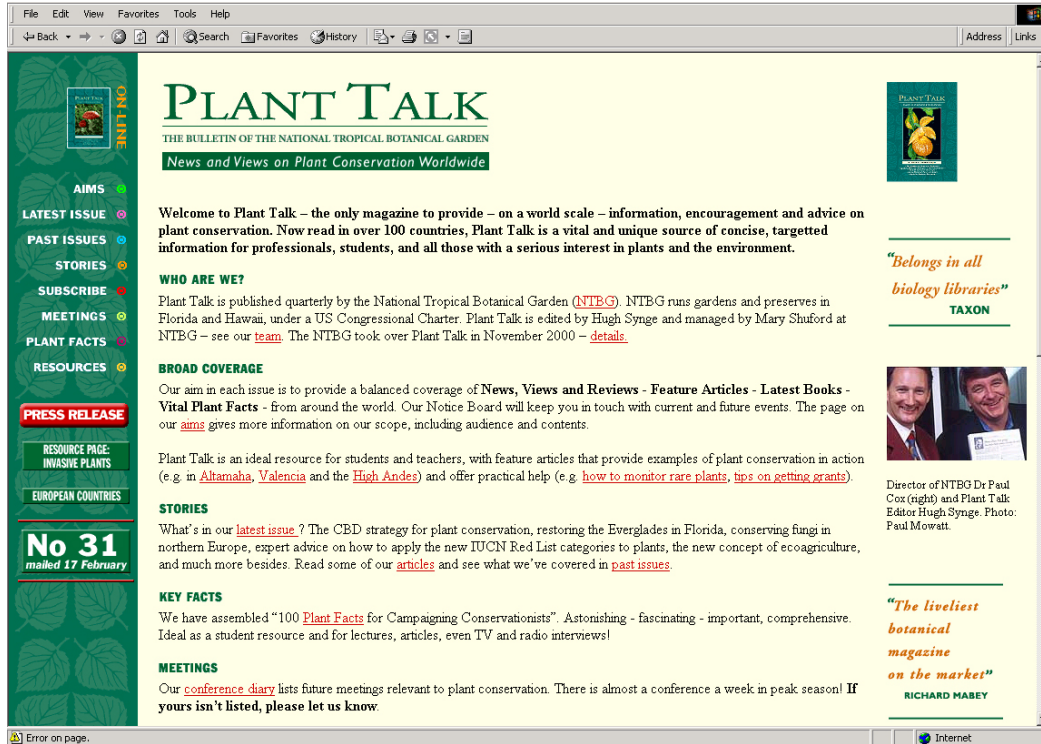 File Edit View Favorites Tools Help
Back Search Favorites History Address Links
PLANT TALK
ON-LINE
AIMS
LATEST ISSUE
PAST ISSUES
STORIES
SUBSCRIBE
MEETINGS
PLANT FACTS
RESOURCES
PRESS RELEASE
RESOURCE PAGE:
INVASIVE PLANTS
EUROPEAN COUNTRIES
No 31
mailed 17 February
PLANT TALK
THE BULLETIN OF THE NATIONAL TROPICAL BOTANICAL GARDEN
News and Views on Plant Conservation Worldwide
Welcome to Plant Talk – the only magazine to provide – on a world scale – information, encouragement and advice on
plant conservation. Now read in over 100 countries, Plant Talk is a vital and unique source of concise, targetted
information for professionals, students, and all those with a serious interest in plants and the environment.
WHO ARE WE?
Plant Talk is published quarterly by the National Tropical Botanical Garden (NTBG). NTBG runs gardens and preserves in
Florida and Hawaii, under a US Congressional Charter. Plant Talk is edited by Hugh Synge and managed by Mary Shuford at
NTBG – see our team. The NTBG took over Plant Talk in November 2000 – details.
BROAD COVERAGE
Our aim in each issue is to provide a balanced coverage of News, Views and Reviews - Feature Articles - Latest Books -
Vital Plant Facts - from around the world. Our Notice Board will keep you in touch with current and future events. The page on
our aims gives more information on our scope, including audience and contents.
Plant Talk is an ideal resource for students and teachers, with feature articles that provide examples of plant conservation in action
(e.g. in Altamaha, Valencia and the High Andes) and offer practical help (e.g. how to monitor rare plants, tips on getting grants).
STORIES
What's in our latest issue ? The CBD strategy for plant conservation, restoring the Everglades in Florida, conserving fungi in
northern Europe, expert advice on how to apply the new IUCN Red List categories to plants, the new concept of ecoagriculture,
and much more besides. Read some of our articles and see what we've covered in past issues.
KEY FACTS
We have assembled “100 Plant Facts for Campaigning Conservationists”. Astonishing - fascinating - important, comprehensive.
Ideal as a student resource and for lectures, articles, even TV and radio interviews!
MEETINGS
Our conference diary lists future meetings relevant to plant conservation. There is almost a conference a week in peak season! If
yours isn't listed, please let us know.
PLANT TALK
“Belongs in all
biology libraries”
TAXON
Director of NTBG Dr Paul
Cox (right) and Plant Talk
Editor Hugh Synge. Photo:
Paul Mowatt.
“The liveliest
botanical
magazine
on the market”
RICHARD MABEY
Error on page. Internet